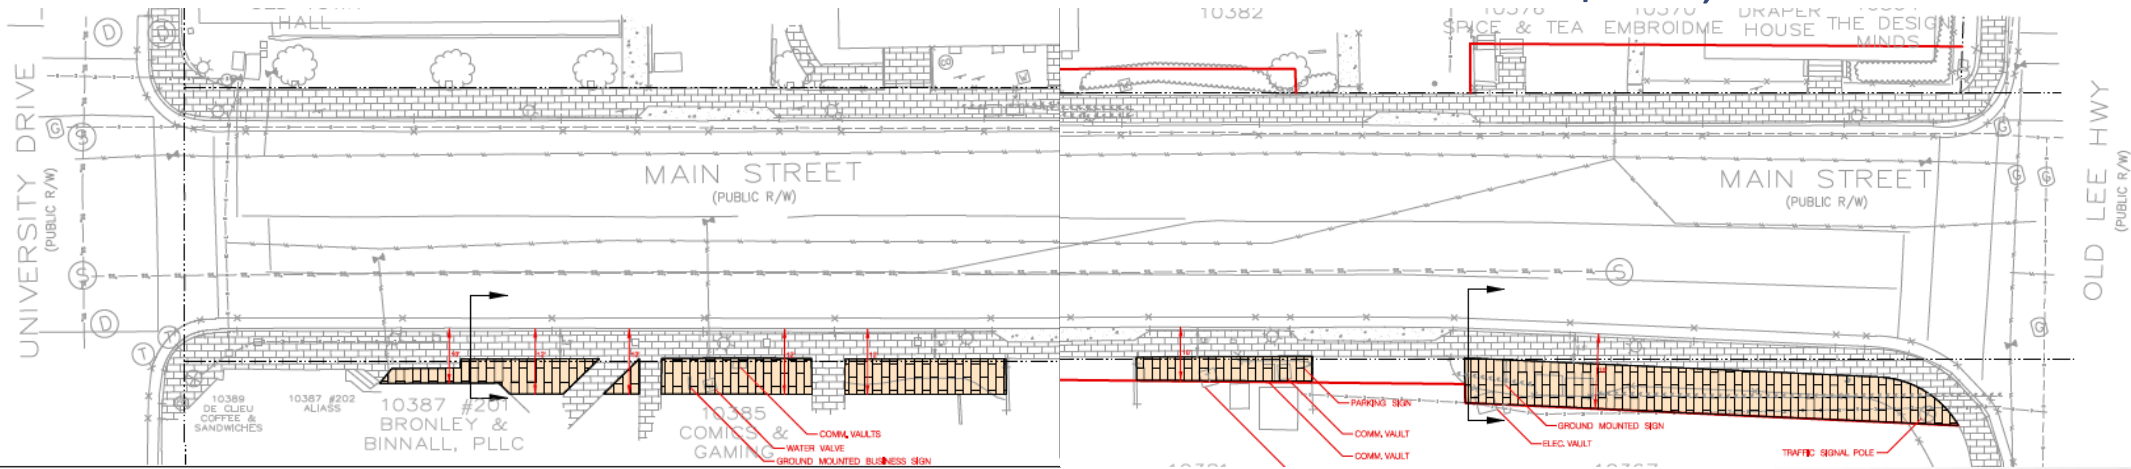 HALL
10382
SPICE & TEA
EMBROIDME
DRAPER
HOUSE
THE DESIGN
MINDS
UNIVERSITY DRIVE
(PUBLIC R/W)
MAIN STREET
(PUBLIC R/W)
MAIN STREET
(PUBLIC R/W)
OLD LEE HWY
(PUBLIC R/W)
D
G
S
S
D
T
T
S
G
G
G
G
10389
DE CLIEU
COFFEE &
SANDWICHES
10387 #202
ALIASS
10387 #201
BRONLEY &
BINNALL, PLLC
10385
COMICS &
GAMING
COMM. VAULTS
WATER VALVE
GROUND MOUNTED BUSINESS SIGN
PARKING SIGN
COMM. VAULT
COMM. VAULT
GROUND MOUNTED SIGN
ELEC. VAULT
TRAFFIC SIGNAL POLE